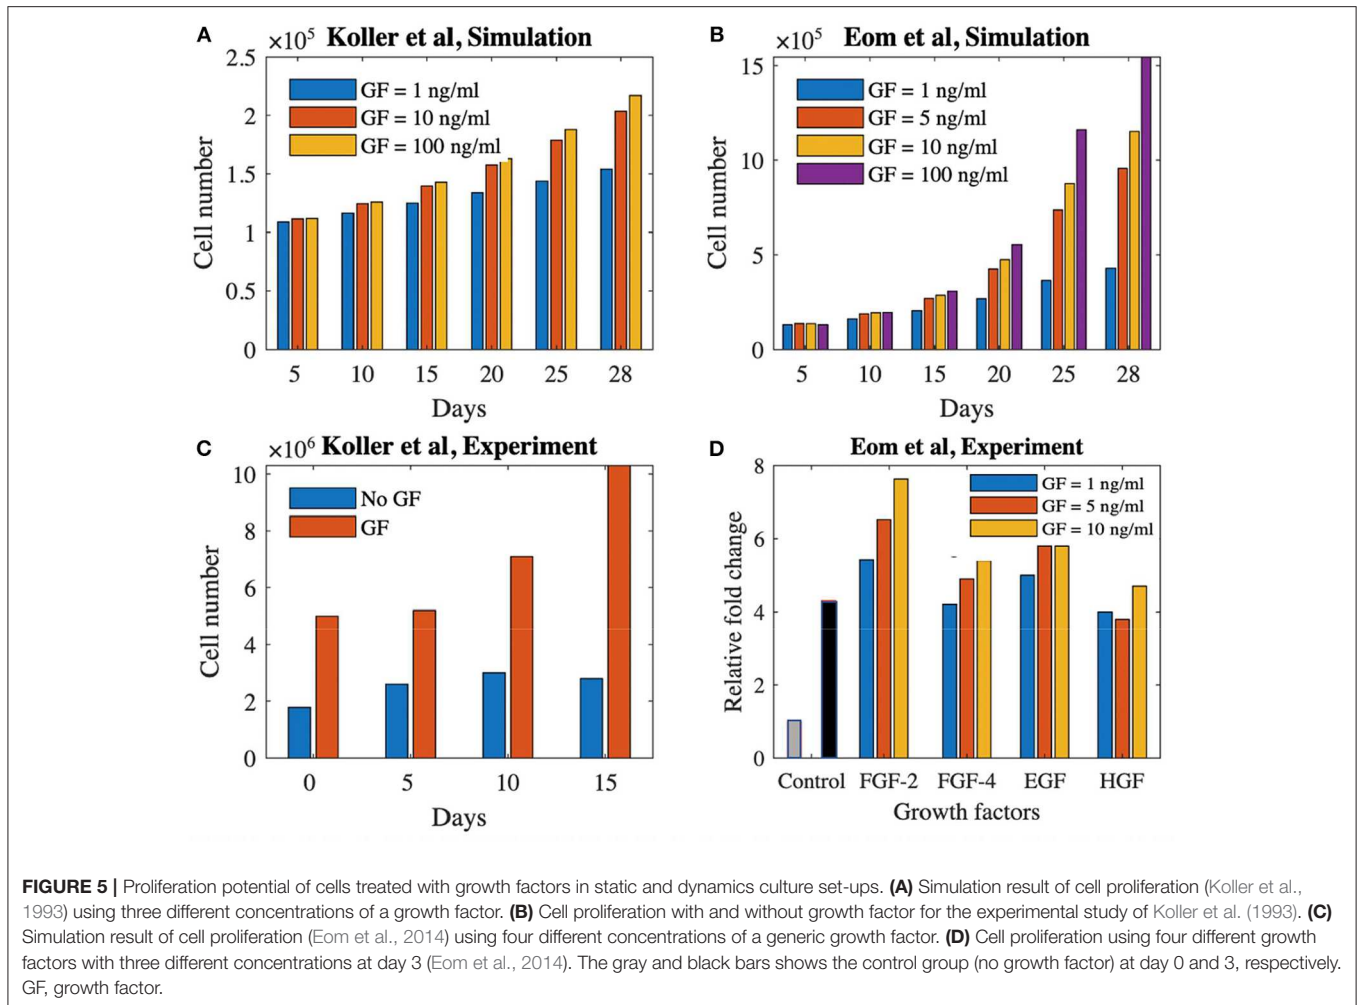 A
×10⁵ Koller et al, Simulation
2.5
2
1.5
1
0.5
0
Cell number
GF = 1 ng/ml
GF = 10 ng/ml
GF = 100 ng/ml
5 10 15 20 25 28
Days
B
×10⁵ Eom et al, Simulation
15
10
5
0
Cell number
GF = 1 ng/ml
GF = 5 ng/ml
GF = 10 ng/ml
GF = 100 ng/ml
5 10 15 20 25 28
Days
C
×10⁶ Koller et al, Experiment
10
8
6
4
2
0
Cell number
No GF
GF
0 5 10 15
Days
D
Eom et al, Experiment
8
6
4
2
0
Relative fold change
GF = 1 ng/ml
GF = 5 ng/ml
GF = 10 ng/ml
Control FGF-2 FGF-4 EGF HGF
Growth factors
FIGURE 5 | Proliferation potential of cells treated with growth factors in static and dynamics culture set-ups. (A) Simulation result of cell proliferation (Koller et al.,
1993) using three different concentrations of a growth factor. (B) Cell proliferation with and without growth factor for the experimental study of Koller et al. (1993). (C)
Simulation result of cell proliferation (Eom et al., 2014) using four different concentrations of a generic growth factor. (D) Cell proliferation using four different growth
factors with three different concentrations at day 3 (Eom et al., 2014). The gray and black bars shows the control group (no growth factor) at day 0 and 3, respectively.
GF, growth factor.